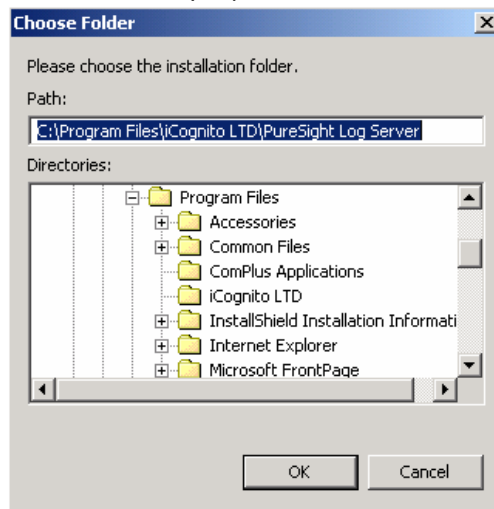 Choose Folder
Please choose the installation folder.
Path:
C:\Program Files\iCognito LTD\PureSight Log Server
Directories:
Program Files
Accessories
Common Files
ComPlus Applications
iCognito LTD
InstallShield Installation Informati
Internet Explorer
Microsoft FrontPage
OK
Cancel